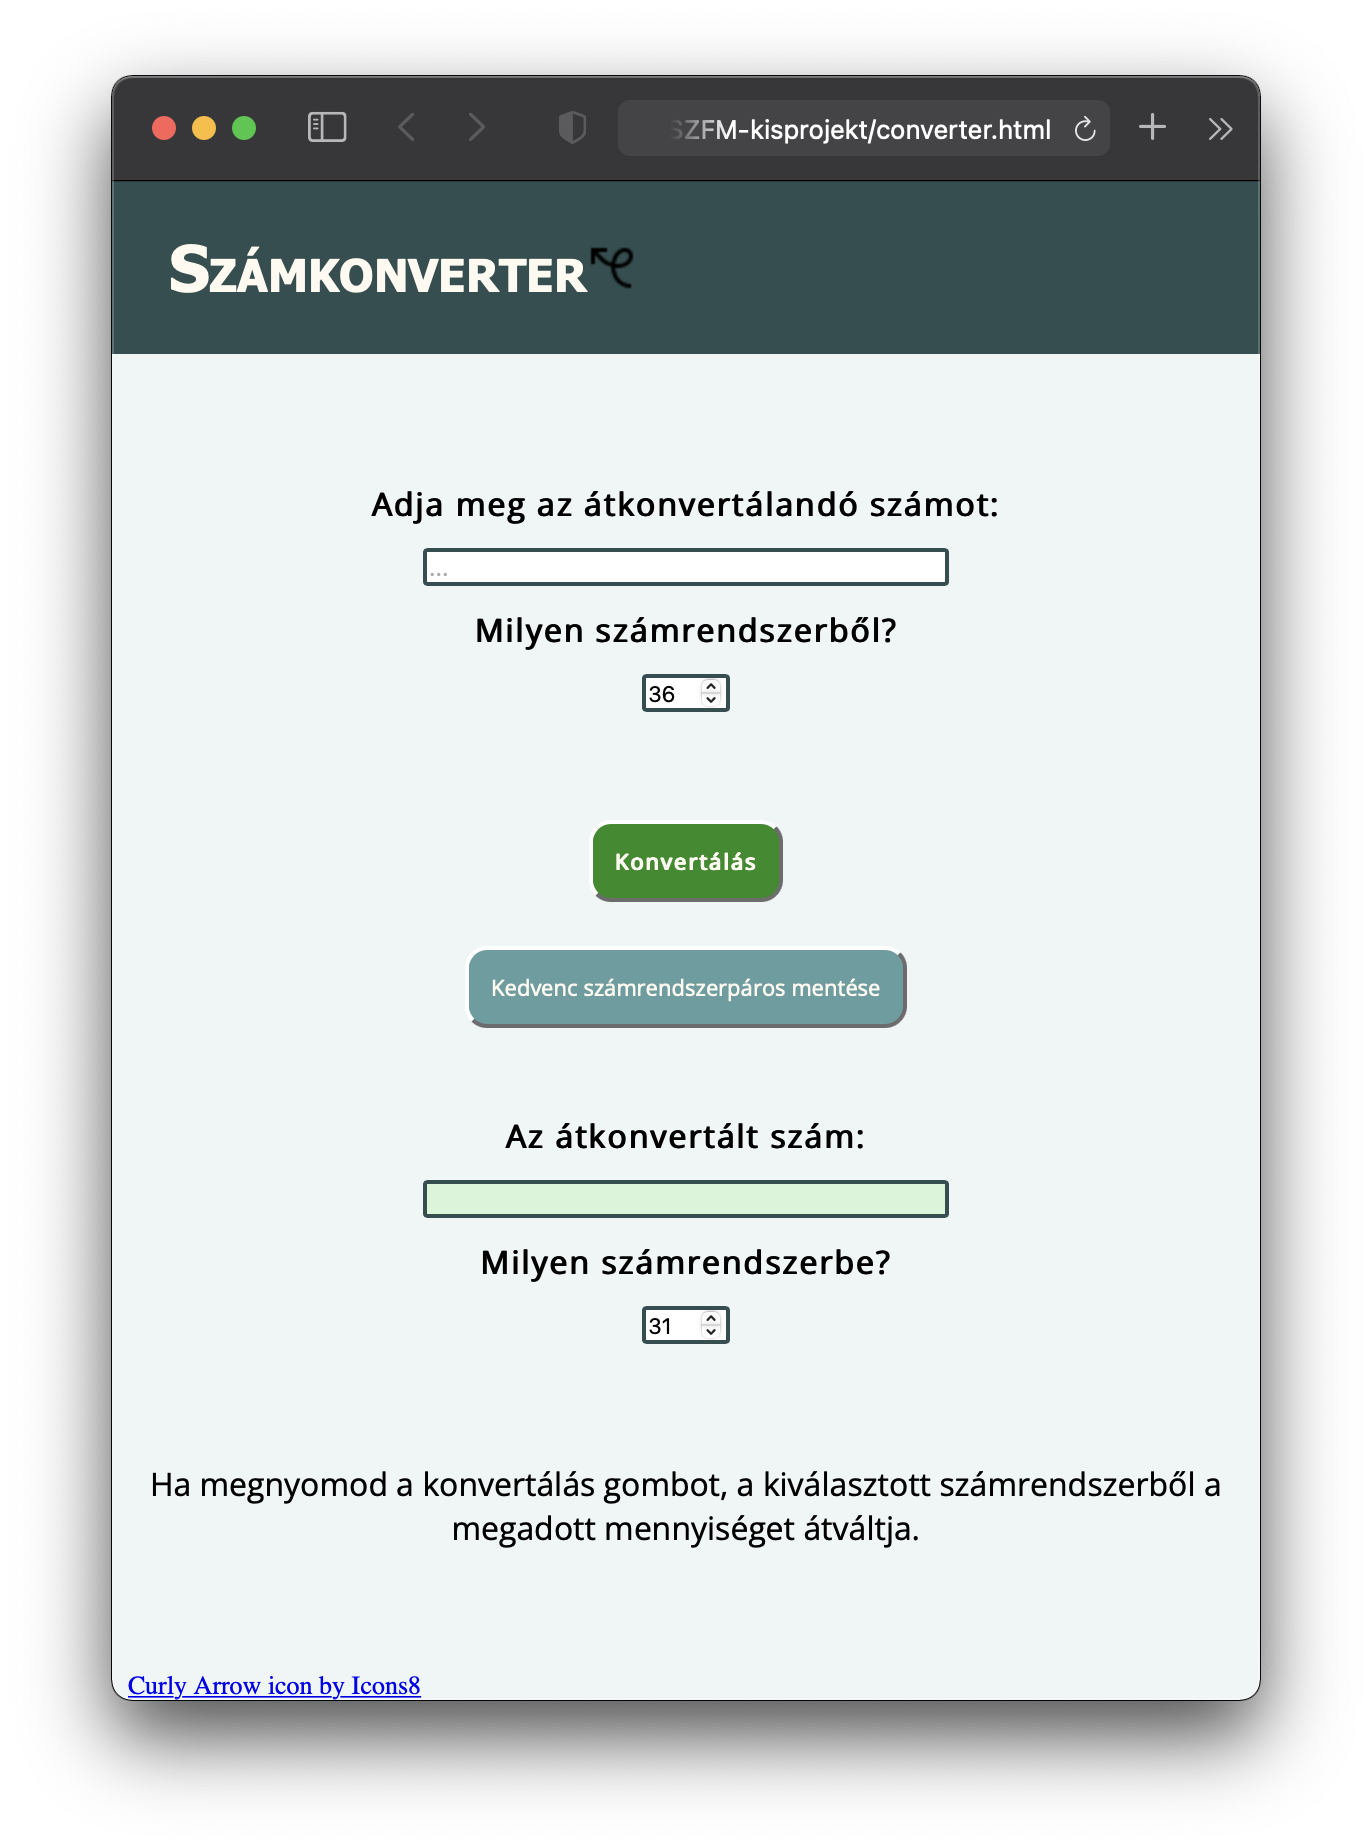 SZFM-kisprojekt/converter.html
Számkonverter
Adja meg az átkonvertálandó számot:
...
Milyen számrendszerből?
36
Konvertálás
Kedvenc számrendszerpáros mentése
Az átkonvertált szám:
Milyen számrendszerbe?
31
Ha megnyomod a konvertálás gombot, a kiválasztott számrendszerből a
megadott mennyiséget átváltja.
Curly Arrow icon by Icons8